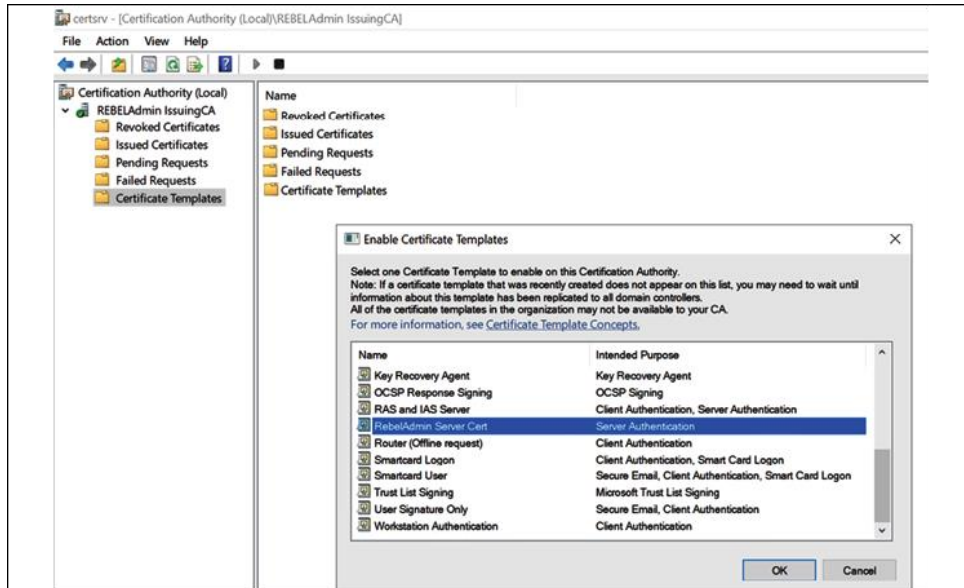 certsrv - [Certification Authority (Local)\REBELAdmin IssuingCA]
File Action View Help
Certification Authority (Local)
REBELAdmin IssuingCA
Revoked Certificates
Issued Certificates
Pending Requests
Failed Requests
Certificate Templates
Name
Revoked Certificates
Issued Certificates
Pending Requests
Failed Requests
Certificate Templates
Enable Certificate Templates
Select one Certificate Template to enable on this Certification Authority.
Note: If a certificate template that was recently created does not appear on this list, you may need to wait until
information about this template has been replicated to all domain controllers.
All of the certificate templates in the organization may not be available to your CA.
For more information, see Certificate Template Concepts.
Name Intended Purpose
Key Recovery Agent Key Recovery Agent
OCSP Response Signing OCSP Signing
RAS and IAS Server Client Authentication, Server Authentication
RebelAdmin Server Cert Server Authentication
Router (Offline request) Client Authentication
Smartcard Logon Client Authentication, Smart Card Logon
Smartcard User Secure Email, Client Authentication, Smart Card Logon
Trust List Signing Microsoft Trust List Signing
User Signature Only Secure Email, Client Authentication
Workstation Authentication Client Authentication
OK Cancel